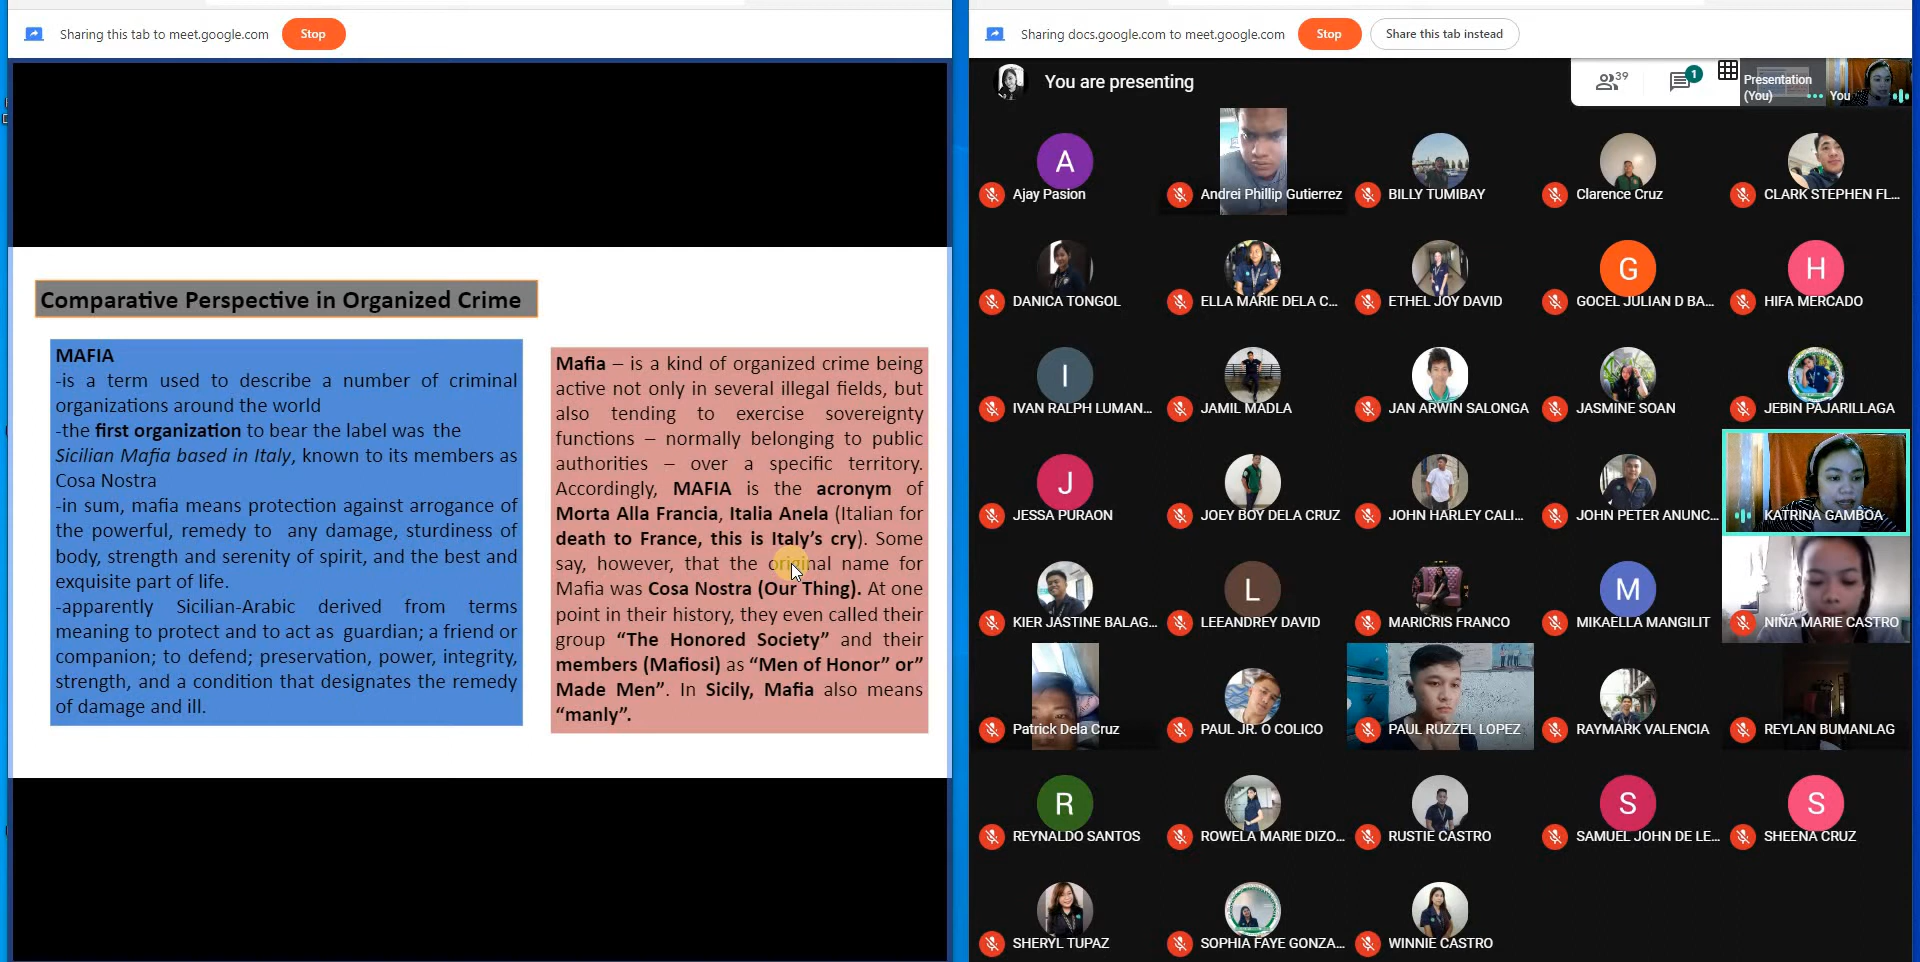 Sharing this tab to meet.google.com Stop
Comparative Perspective in Organized Crime
MAFIA
-is a term used to describe a number of criminal
organizations around the world
-the first organization to bear the label was the
Sicilian Mafia based in Italy, known to its members as
Cosa Nostra
-in sum, mafia means protection against arrogance of
the powerful, remedy to any damage, sturdiness of
body, strength and serenity of spirit, and the best and
exquisite part of life.
-apparently Sicilian-Arabic derived from terms
meaning to protect and to act as guardian; a friend or
companion; to defend; preservation, power, integrity,
strength, and a condition that designates the remedy
of damage and ill.
Mafia – is a kind of organized crime being
active not only in several illegal fields, but
also tending to exercise sovereignty
functions – normally belonging to public
authorities – over a specific territory.
Accordingly, MAFIA is the acronym of
Morta Alla Francia, Italia Anela (Italian for
death to France, this is Italy's cry). Some
say, however, that the original name for
Mafia was Cosa Nostra (Our Thing). At one
point in their history, they even called their
group “The Honored Society” and their
members (Mafiosi) as “Men of Honor” or”
Made Men”. In Sicily, Mafia also means
“manly”.
Sharing docs.google.com to meet.google.com Stop Share this tab instead
You are presenting
39
1
Presentation
(You) ... You
A
Ajay Pasion
Andrei Phillip Gutierrez
BILLY TUMIBAY
Clarence Cruz
CLARK STEPHEN FL...
DANICA TONGOL
ELLA MARIE DELA C...
ETHEL JOY DAVID
G
GOCEL JULIAN D BA...
H
HIFA MERCADO
I
IVAN RALPH LUMAN...
JAMIL MADLA
JAN ARWIN SALONGA
JASMINE SOAN
JEBIN PAJARILLAGA
J
JESSA PURAON
JOEY BOY DELA CRUZ
JOHN HARLEY CALI...
JOHN PETER ANUNC...
KATRINA GAMBOA
KIER JASTINE BALAG...
L
LEEANDREY DAVID
MARICRIS FRANCO
M
MIKAELLA MANGILIT
NIÑA MARIE CASTRO
Patrick Dela Cruz
PAUL JR. O COLICO
PAUL RUZZEL LOPEZ
RAYMARK VALENCIA
REYLAN BUMANLAG
R
REYNALDO SANTOS
ROWELA MARIE DIZO...
RUSTIE CASTRO
S
SAMUEL JOHN DE LE...
S
SHEENA CRUZ
SHERYL TUPAZ
SOPHIA FAYE GONZA...
WINNIE CASTRO